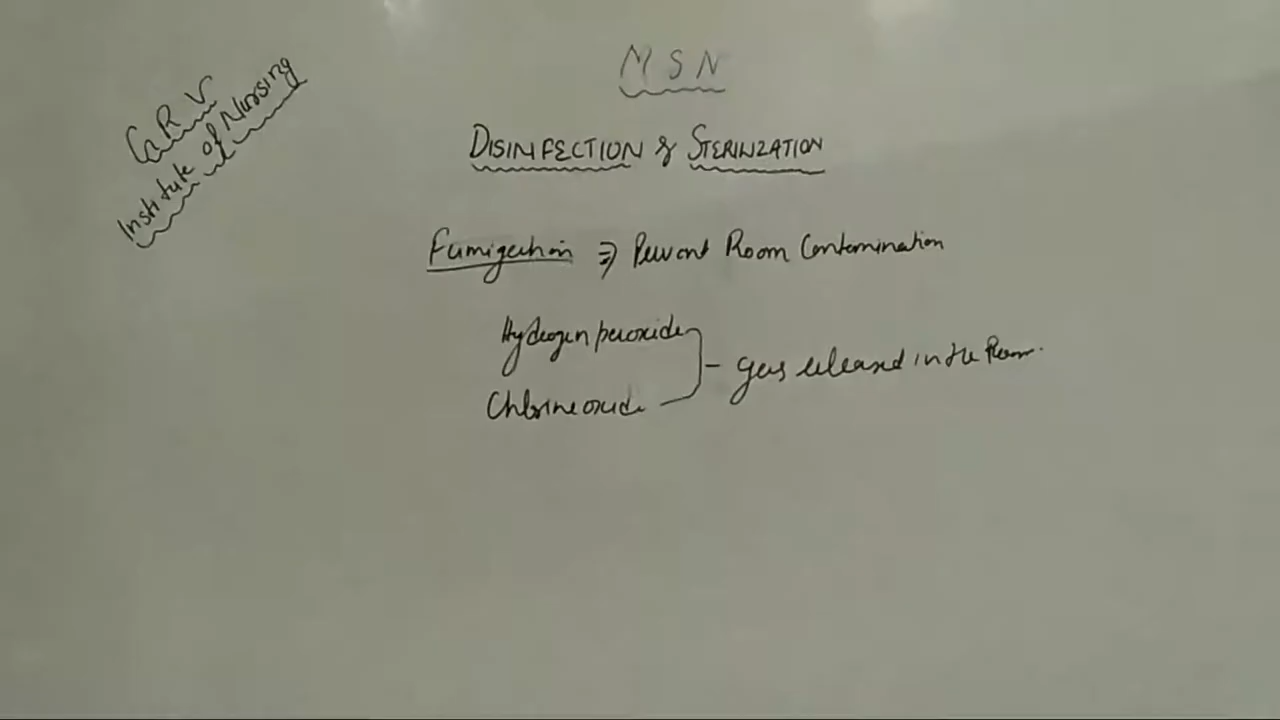 MSN
GRV
Institute of Nursing
DISINFECTION & STERILIZATION
Fumigation ⇒ Prevent Room Contamination
Hydrogen peroxide
Chlorine oxide
- gas released in the Room.